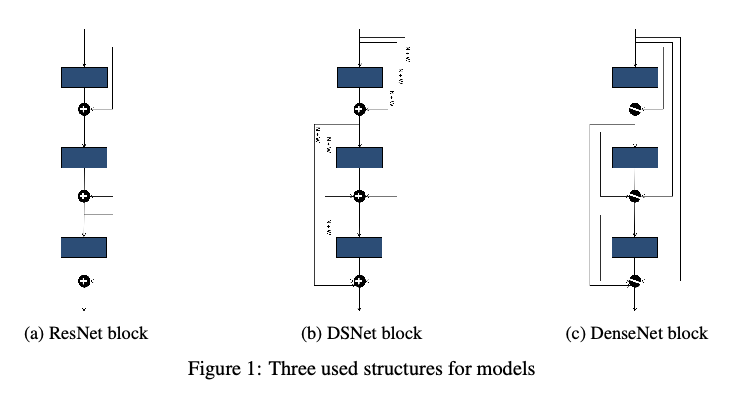 (a) ResNet block
(b) DSNet block
(c) DenseNet block
Figure 1: Three used structures for models